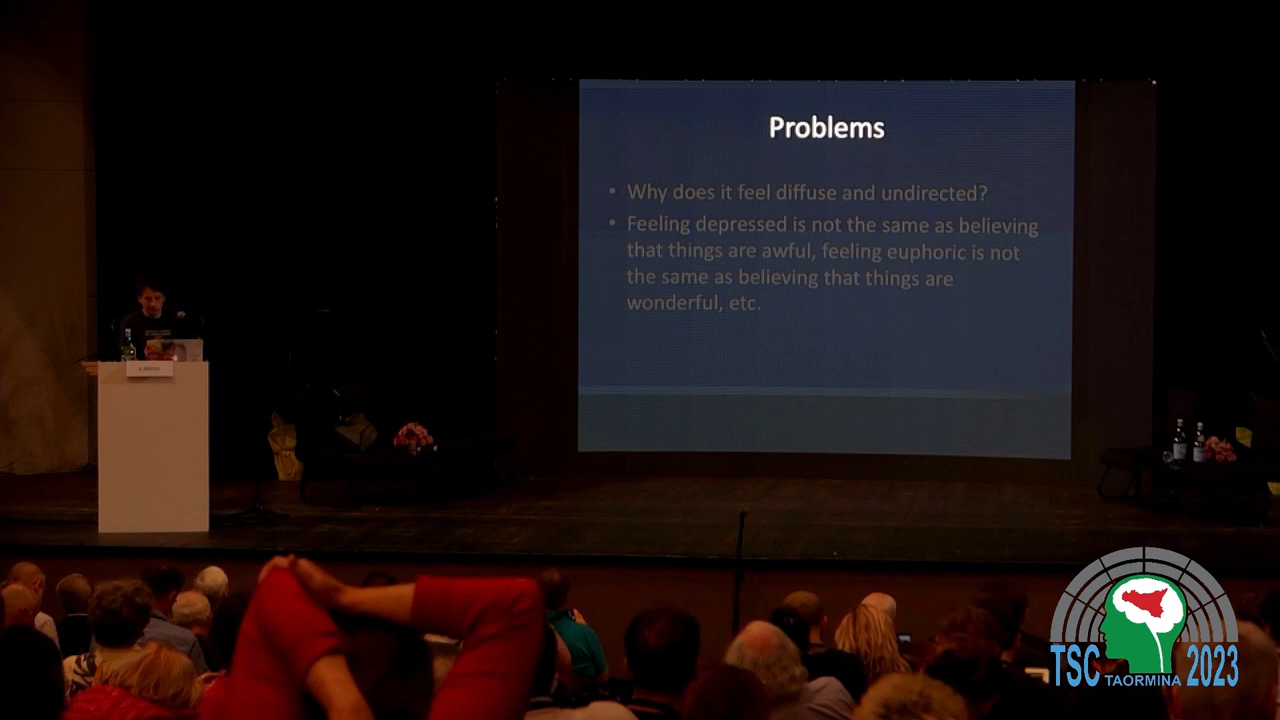 Problems
• Why does it feel diffuse and undirected?
• Feeling depressed is not the same as believing
that things are awful, feeling euphoric is not
the same as believing that things are
wonderful, etc.
TSC TAORMINA 2023